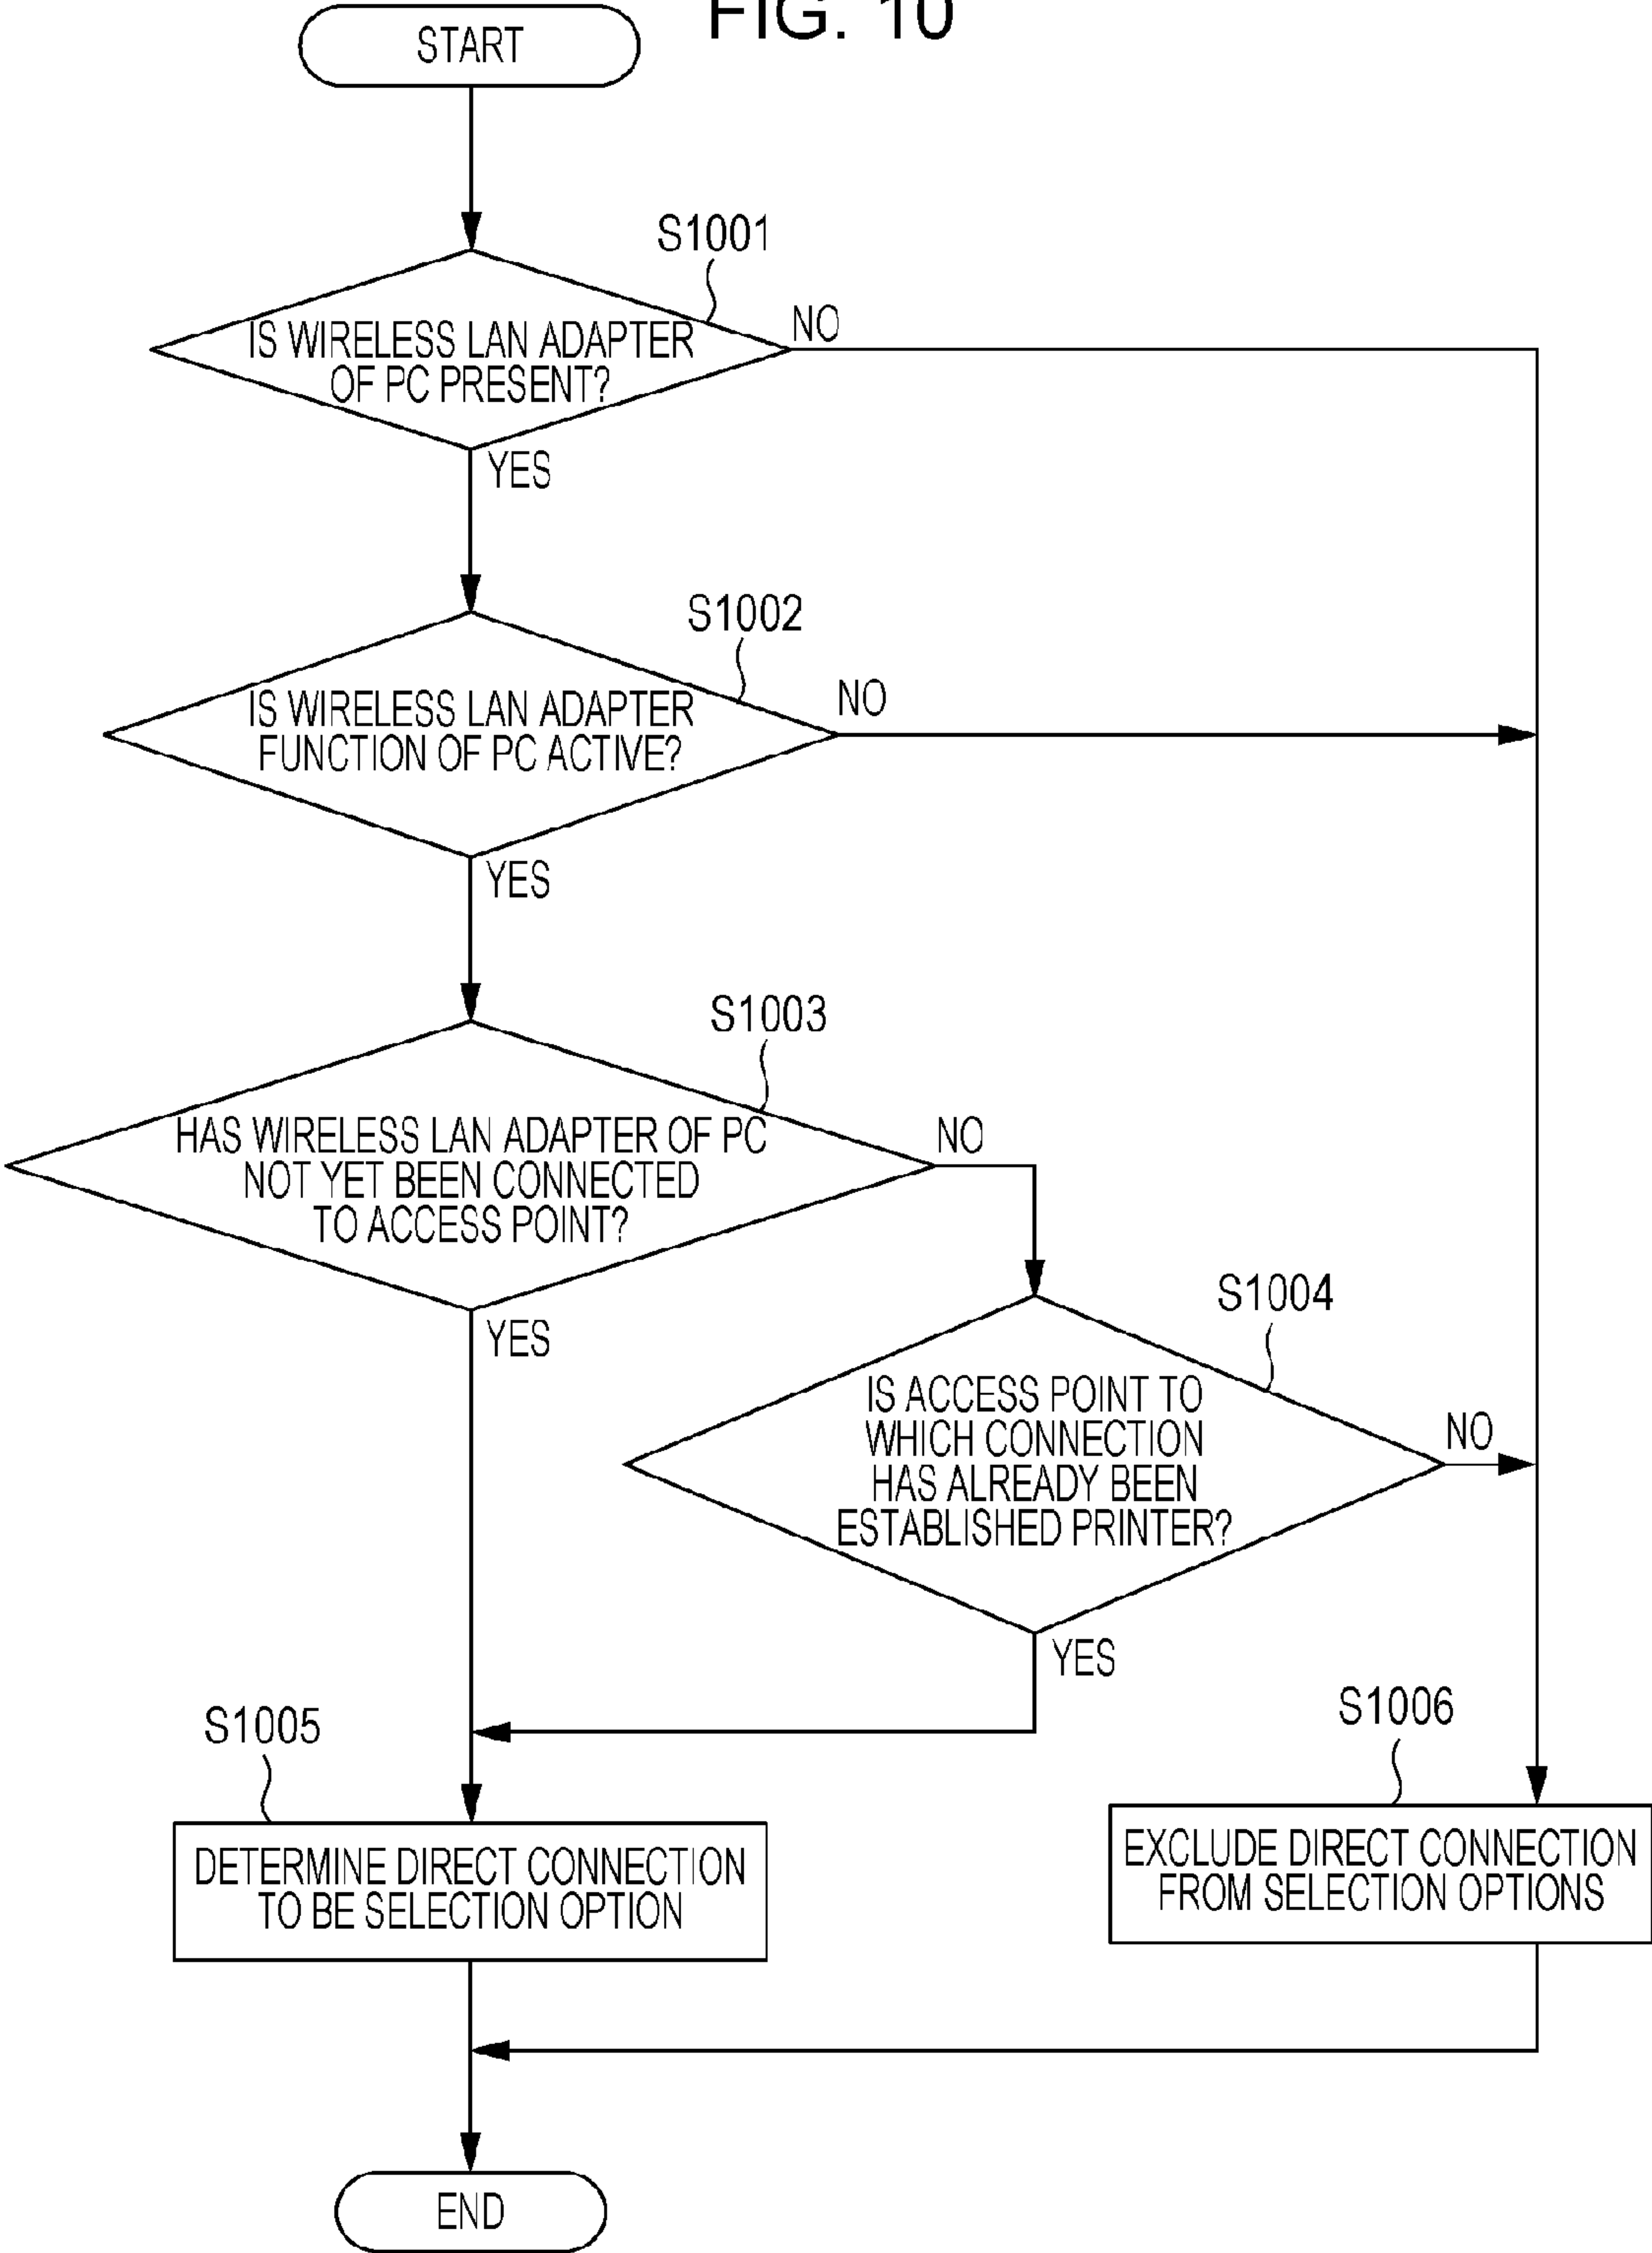 FIG. 10
START
S1001
IS WIRELESS LAN ADAPTER
OF PC PRESENT?
NO
YES
S1002
IS WIRELESS LAN ADAPTER
FUNCTION OF PC ACTIVE?
NO
YES
S1003
HAS WIRELESS LAN ADAPTER OF PC
NOT YET BEEN CONNECTED
TO ACCESS POINT?
NO
YES
S1004
IS ACCESS POINT TO
WHICH CONNECTION
HAS ALREADY BEEN
ESTABLISHED PRINTER?
NO
YES
S1005
DETERMINE DIRECT CONNECTION
TO BE SELECTION OPTION
S1006
EXCLUDE DIRECT CONNECTION
FROM SELECTION OPTIONS
END